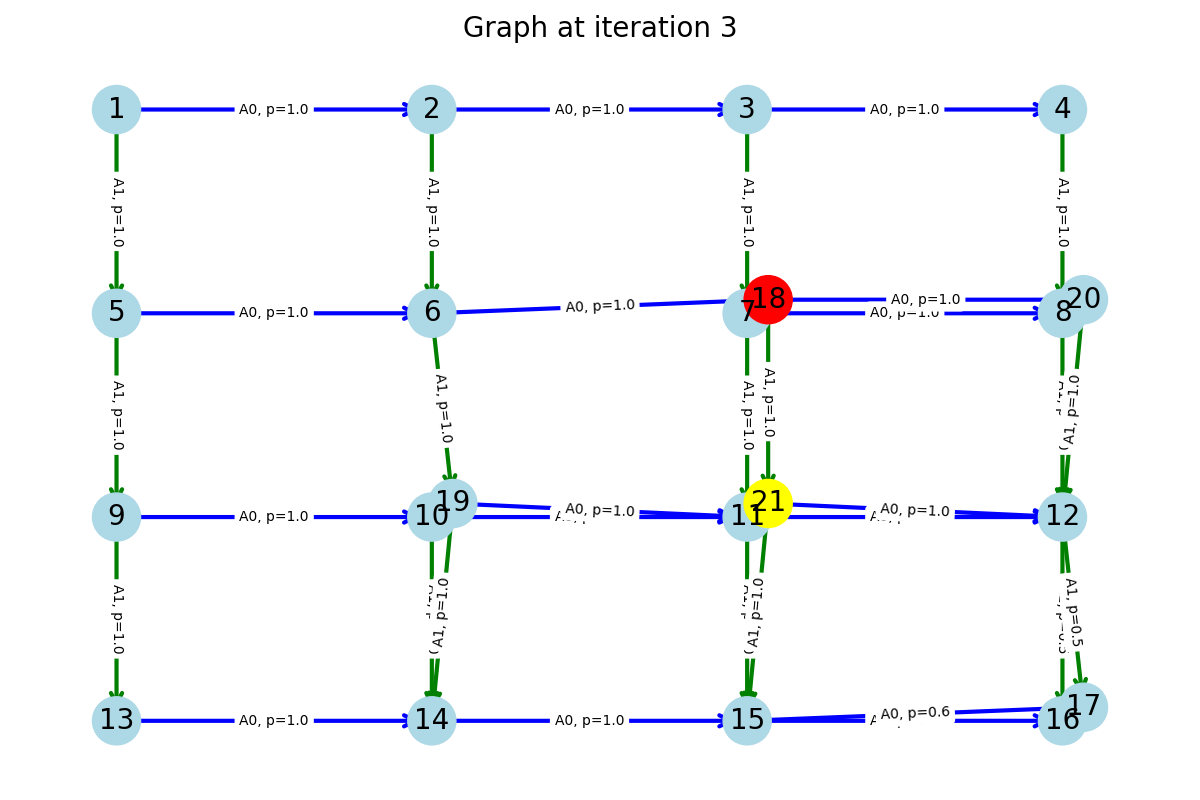 Graph at iteration 3
1 A0, p=1.0 2 A0, p=1.0 3 A0, p=1.0 4
A1, p=1.0 A1, p=1.0 A1, p=1.0 A1, p=1.0
5 A0, p=1.0 6 A0, p=1.0 7 18 A0, p=1.0 8 20
A0, p=1.0
A1, p=1.0 A1, p=1.0 A1, p=1.0 A1, p=1.0 A1, p=1.0
9 A0, p=1.0 10 19 A0, p=1.0 11 21 A0, p=1.0 12
A1, p=1.0 A1, p=1.0 A1, p=1.0 A1, p=0.5
13 A0, p=1.0 14 A0, p=1.0 15 A0, p=0.6 16 17